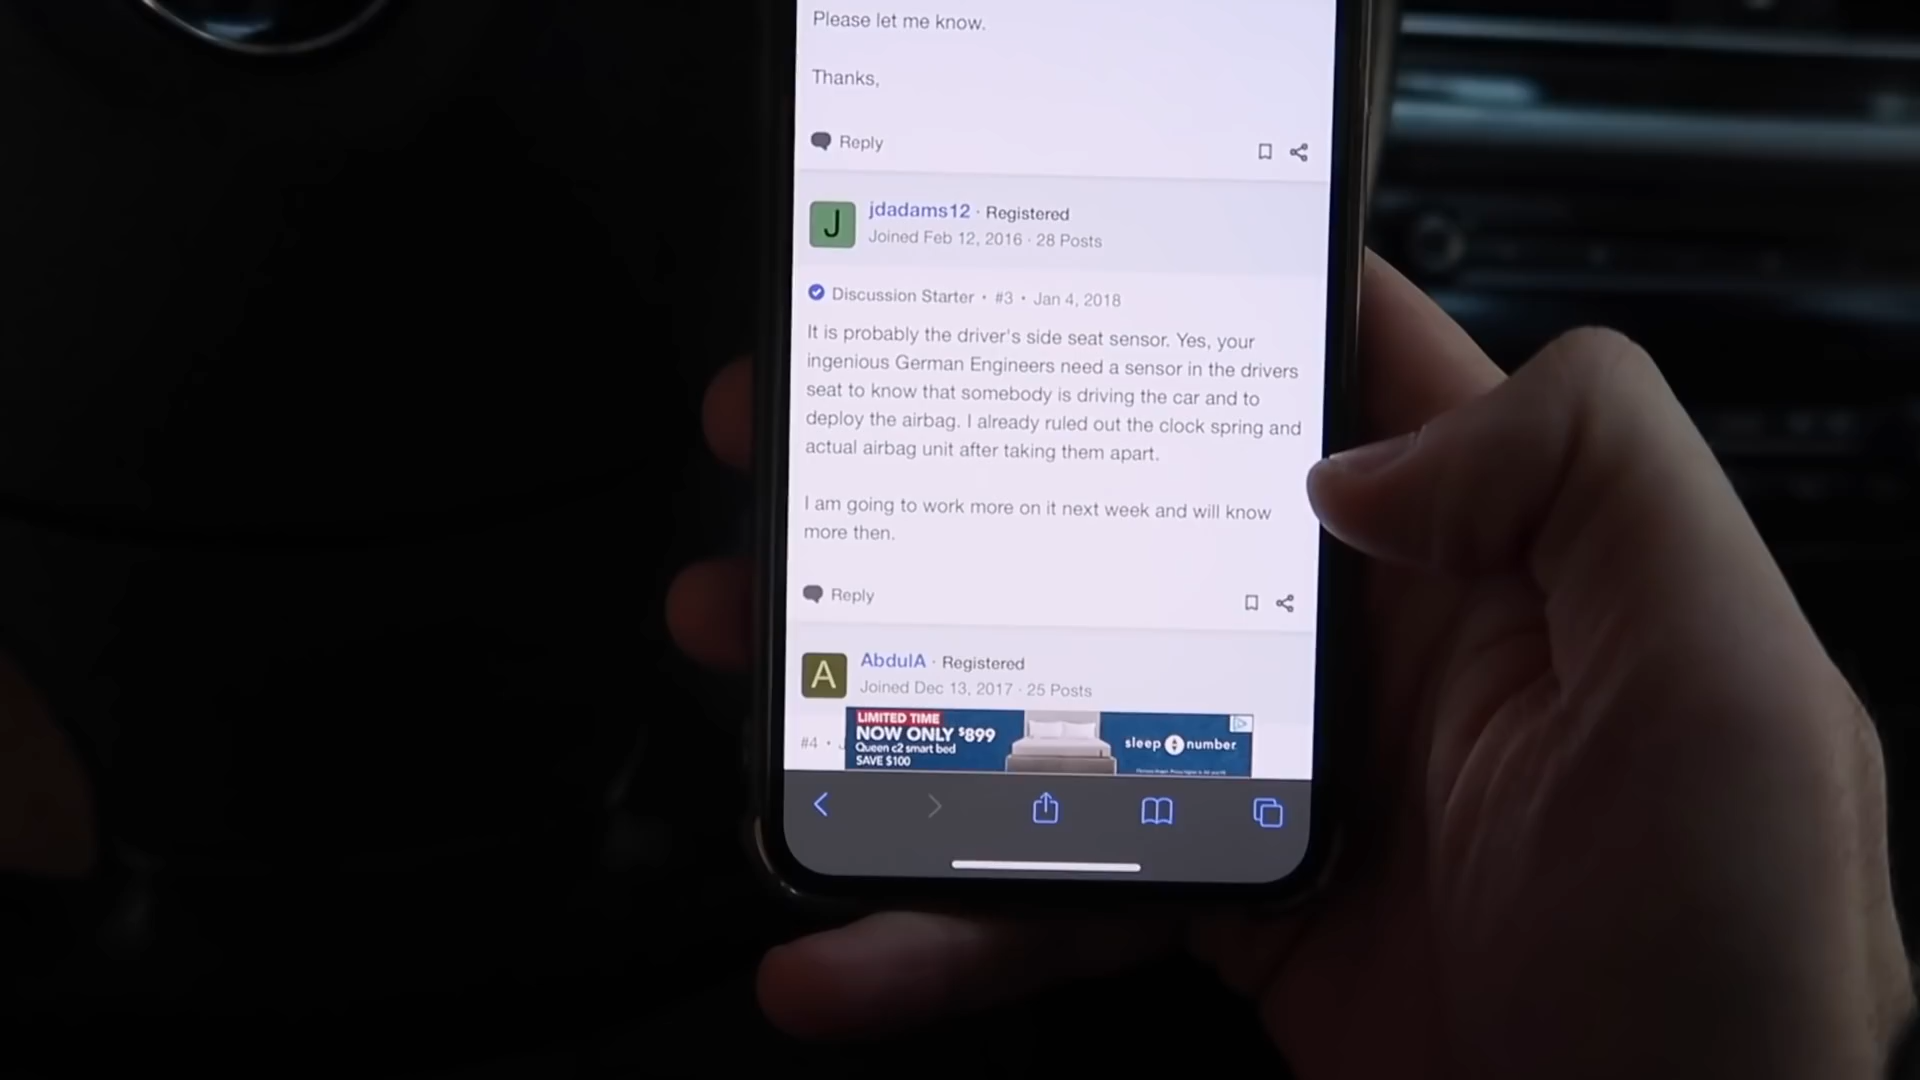 Please let me know.
Thanks,
Reply
J
jdadams12 · Registered
Joined Feb 12, 2016 · 28 Posts
Discussion Starter · #3 · Jan 4, 2018
It is probably the driver's side seat sensor. Yes, your
ingenious German Engineers need a sensor in the drivers
seat to know that somebody is driving the car and to
deploy the airbag. I already ruled out the clock spring and
actual airbag unit after taking them apart.
I am going to work more on it next week and will know
more then.
Reply
A
AbdulA · Registered
Joined Dec 13, 2017 · 25 Posts
#4 ·
LIMITED TIME
NOW ONLY $899
Queen c2 smart bed
SAVE $100
sleep number